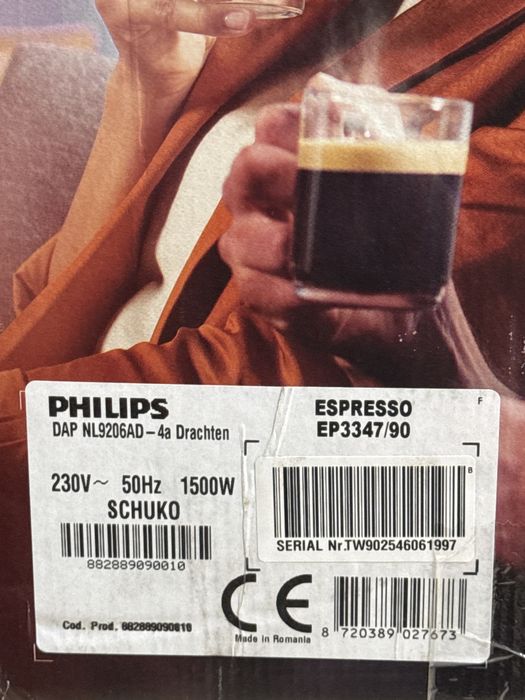 PHILIPS
DAP NL9206AD-4a Drachten
ESPRESSO
EP3347/90
F
230V~ 50Hz 1500W
SCHUKO
882889090010
B
SERIAL Nr.TW902546061997
CE
Cod. Prod. 882889090010
Made in Romania
8 720389 027673